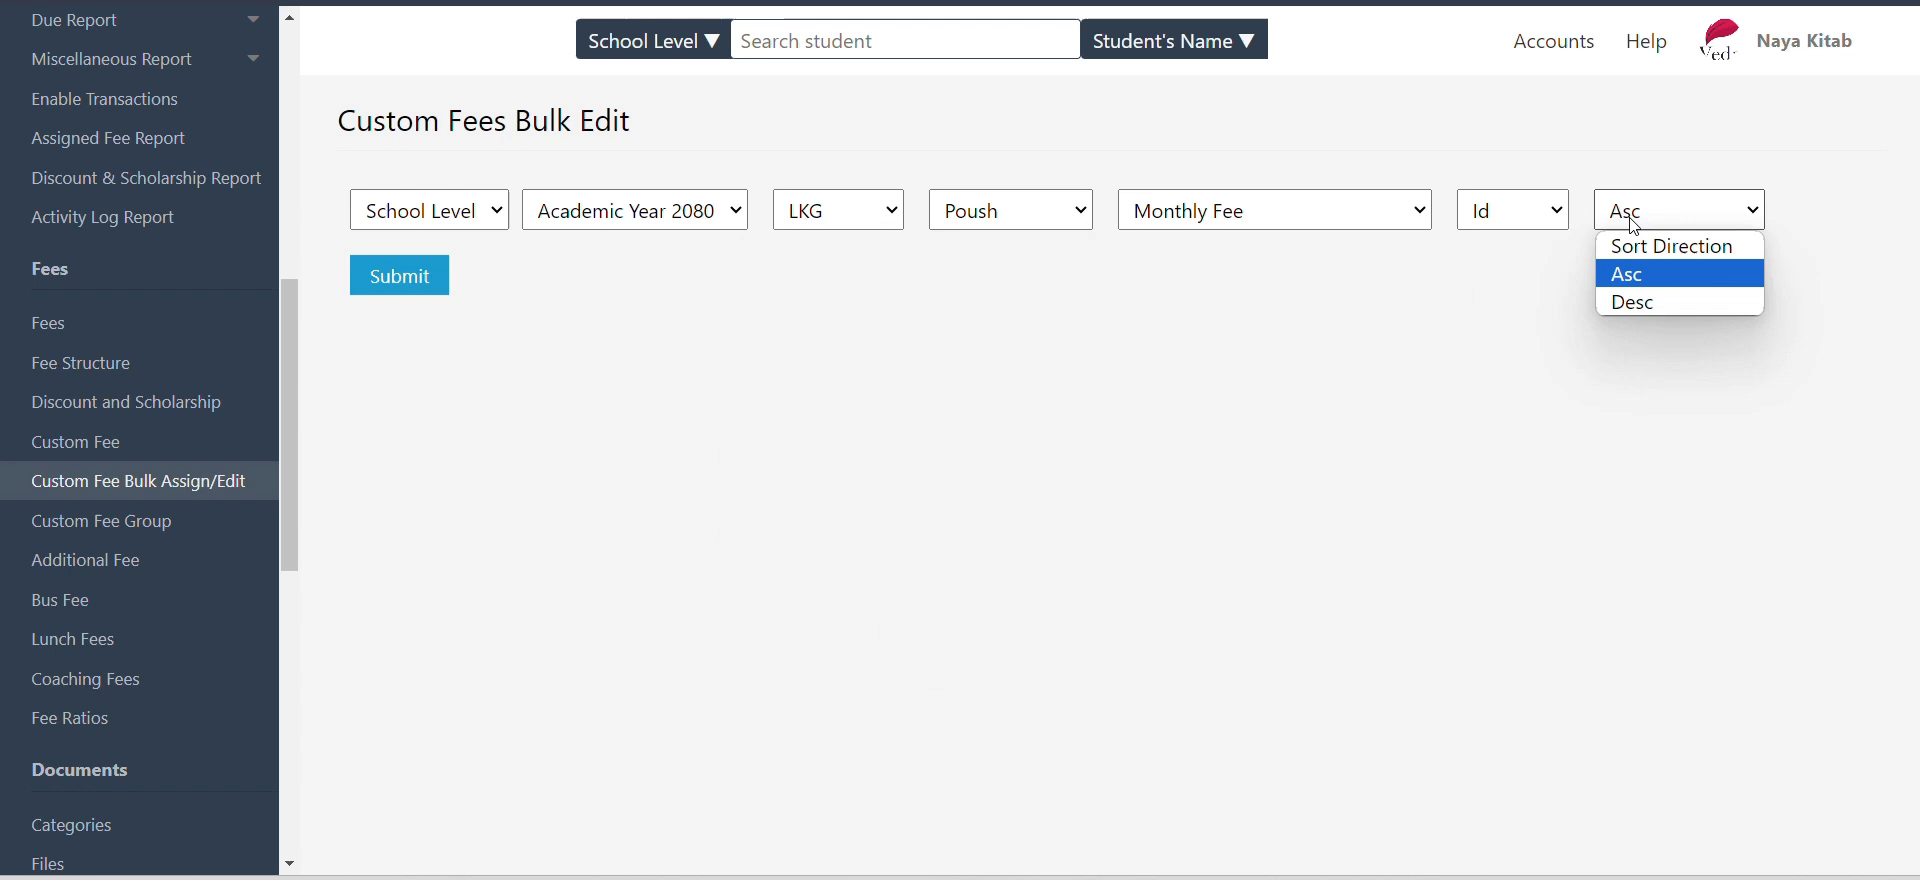 Due Report
Miscellaneous Report
Enable Transactions
Assigned Fee Report
Discount & Scholarship Report
Activity Log Report
Fees
Fees
Fee Structure
Discount and Scholarship
Custom Fee
Custom Fee Bulk Assign/Edit
Custom Fee Group
Additional Fee
Bus Fee
Lunch Fees
Coaching Fees
Fee Ratios
Documents
Categories
Files
School Level ▼ Search student Student's Name ▼
Accounts Help Naya Kitab
Custom Fees Bulk Edit
School Level Academic Year 2080 LKG Poush Monthly Fee Id Asc
Sort Direction
Asc
Desc
Submit